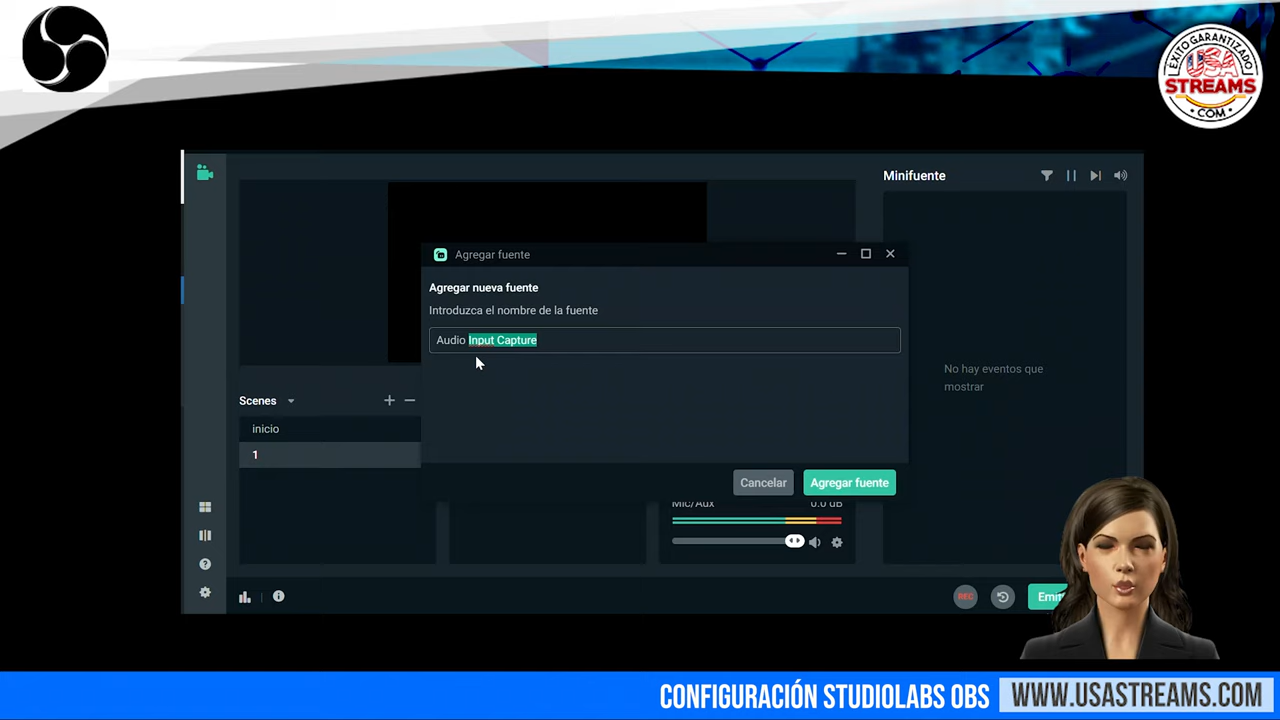 ÉXITO GARANTIZADO
USA
STREAMS
.COM
Minifuente
Agregar fuente
Agregar nueva fuente
Introduzca el nombre de la fuente
Audio Input Capture
No hay eventos que
mostrar
Scenes
inicio
1
Cancelar
Agregar fuente
Mic/Aux 0.0 dB
REC
Emit
CONFIGURACIÓN STUDIOLABS OBS
WWW.USASTREAMS.COM